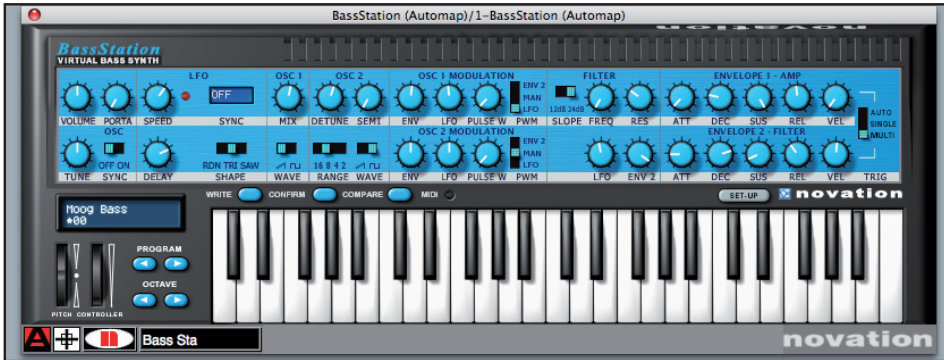 BassStation (Automap)/1-BassStation (Automap)
novation
BassStation
VIRTUAL BASS SYNTH
LFO OSC 1 OSC 2 OSC 1 MODULATION FILTER ENVELOPE 1 - AMP
OFF
ENV 2
MAN
LFO
12dB 24dB
VOLUME PORTA SPEED SYNC MIX DETUNE SEMI ENV LFO PULSE W PWM SLOPE FREQ RES ATT DEC SUS REL VEL
AUTO
SINGLE
MULTI
OSC OSC 2 MODULATION ENVELOPE 2 - FILTER
ENV 2
MAN
LFO
OFF ON RDN TRI SAW 16 8 4 2
TUNE SYNC DELAY SHAPE WAVE RANGE WAVE ENV LFO PULSE W PWM LFO ENV 2 ATT DEC SUS REL VEL TRIG
WRITE CONFIRM COMPARE MIDI SET-UP novation
Moog Bass
*00
PROGRAM
OCTAVE
PITCH CONTROLLER
A n Bass Sta novation